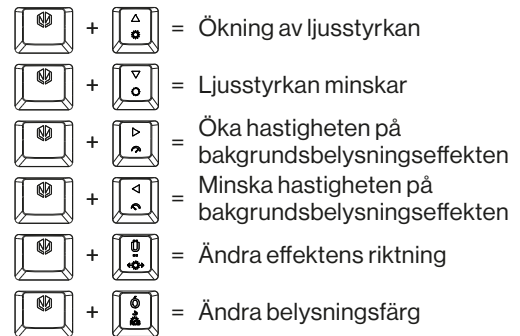 + = Ökning av ljusstyrkan
+ = Ljusstyrkan minskar
+ = Öka hastigheten på
bakgrundsbelysningseffekten
+ = Minska hastigheten på
bakgrundsbelysningseffekten
+ = Ändra effektens riktning
+ = Ändra belysningsfärg